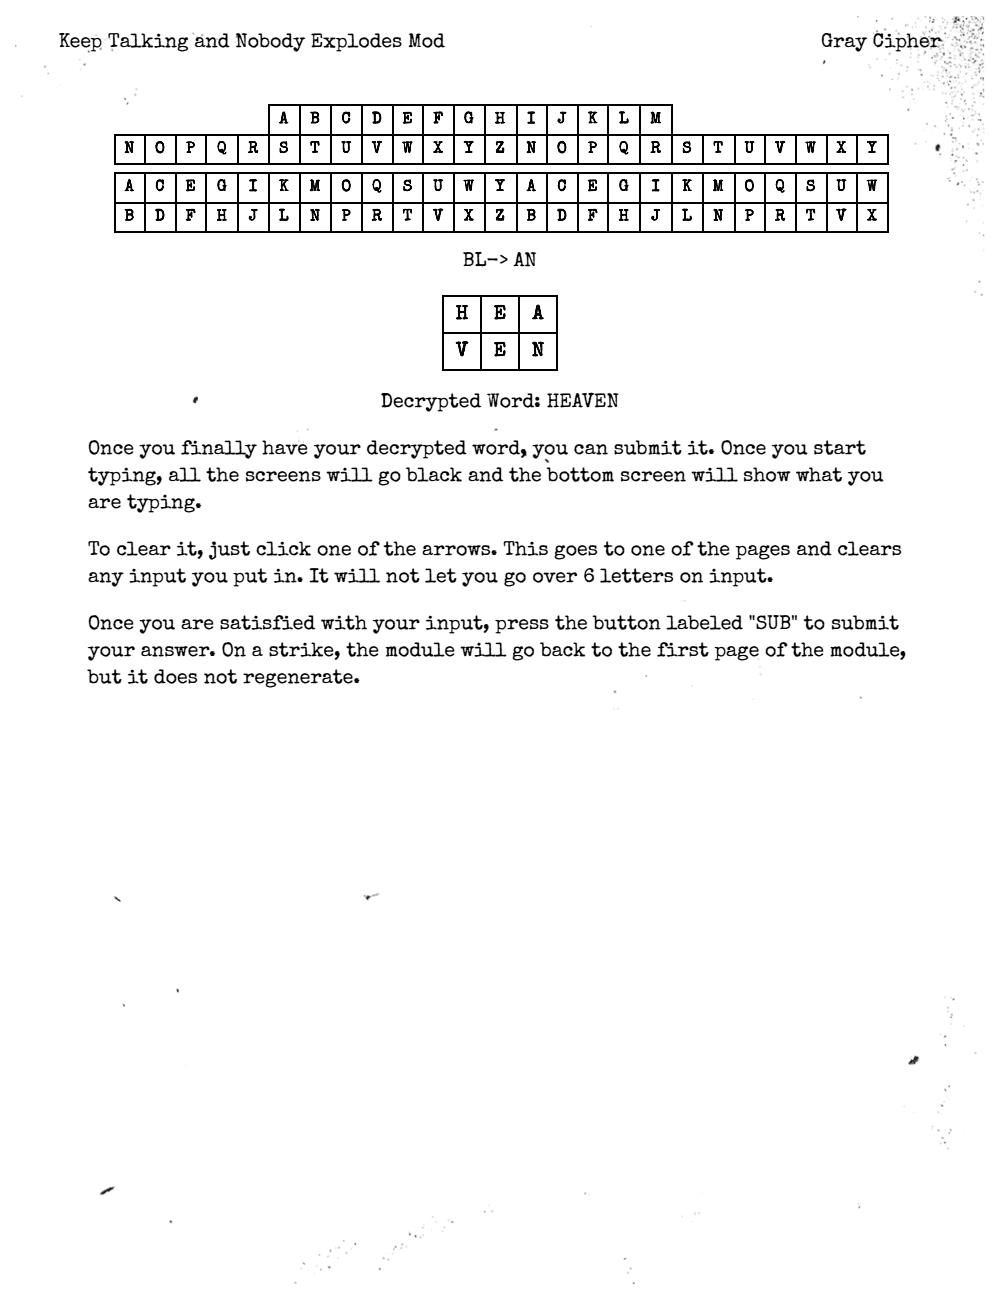 Keep Talking and Nobody Explodes Mod Gray Cipher
A B C D E F G H I J K L M
N O P Q R S T U V W X Y Z N O P Q R S T U V W X Y
A C E G I K M O Q S U W Y A C E G I K M O Q S U W
B D F H J L N P R T V X Z B D F H J L N P R T V X
BL-> AN
H E A
V E N
Decrypted Word: HEAVEN
Once you finally have your decrypted word, you can submit it. Once you start
typing, all the screens will go black and the bottom screen will show what you
are typing.
To clear it, just click one of the arrows. This goes to one of the pages and clears
any input you put in. It will not let you go over 6 letters on input.
Once you are satisfied with your input, press the button labeled "SUB" to submit
your answer. On a strike, the module will go back to the first page of the module,
but it does not regenerate.